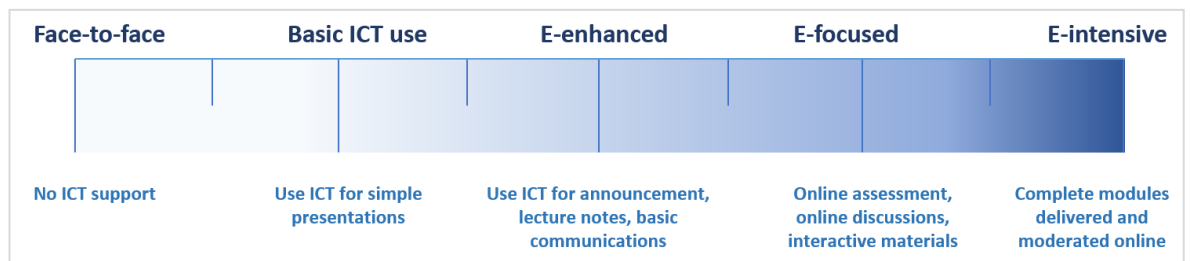 Face-to-face Basic ICT use E-enhanced E-focused E-intensive
No ICT support
Use ICT for simple
presentations
Use ICT for announcement,
lecture notes, basic
communications
Online assessment,
online discussions,
interactive materials
Complete modules
delivered and
moderated online